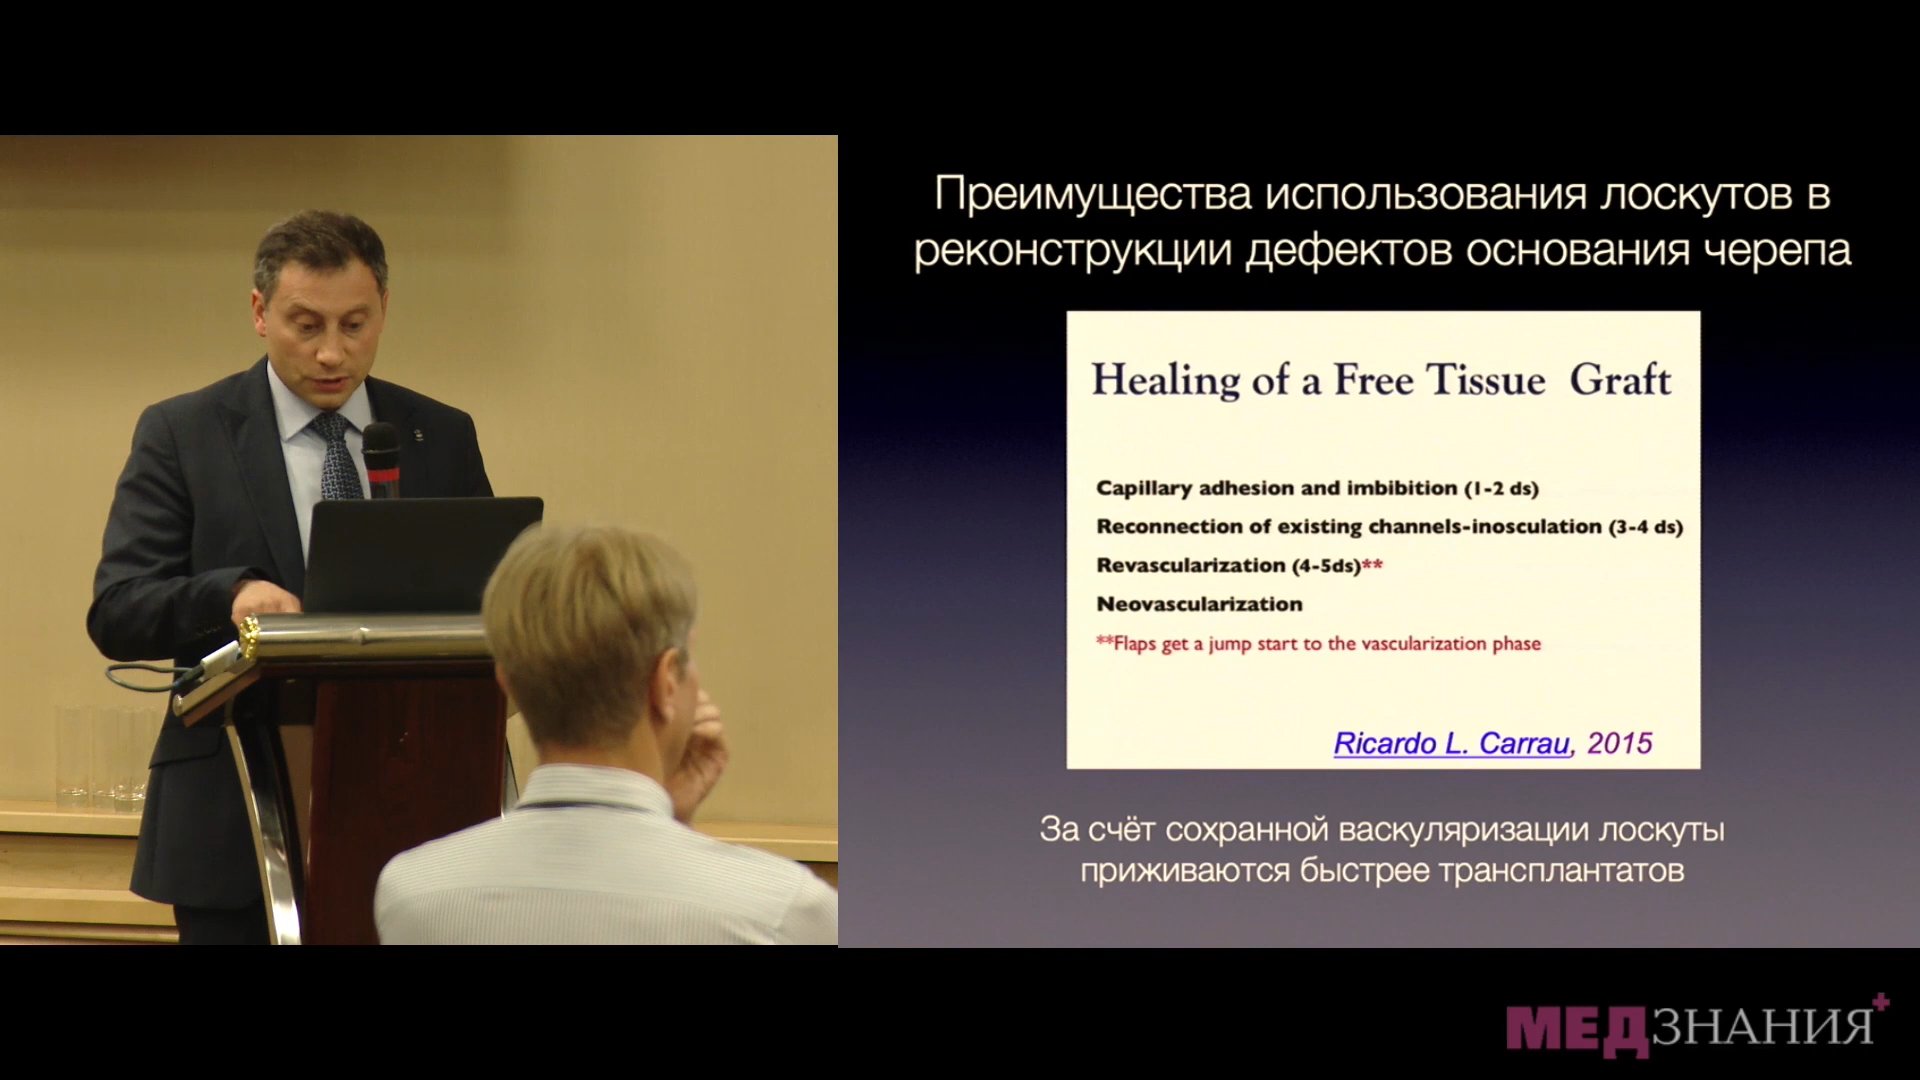 Преимущества использования лоскутов в
реконструкции дефектов основания черепа
Healing of a Free Tissue Graft
Capillary adhesion and imbibition (1-2 ds)
Reconnection of existing channels-inosculation (3-4 ds)
Revascularization (4-5ds)**
Neovascularization
**Flaps get a jump start to the vascularization phase
Ricardo L. Carrau, 2015
За счёт сохранной васкуляризации лоскуты
приживаются быстрее трансплантатов
МЕДЗНАНИЯ+